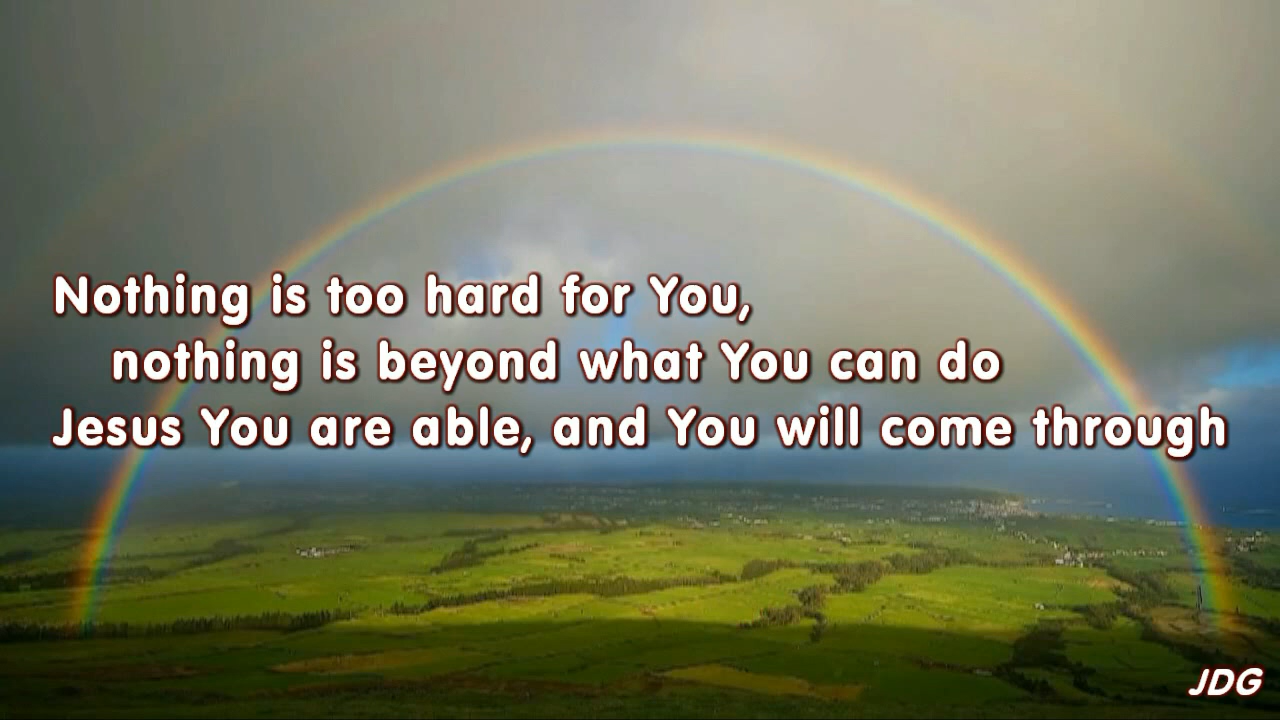 Nothing is too hard for You,
nothing is beyond what You can do
Jesus You are able, and You will come through
JDG